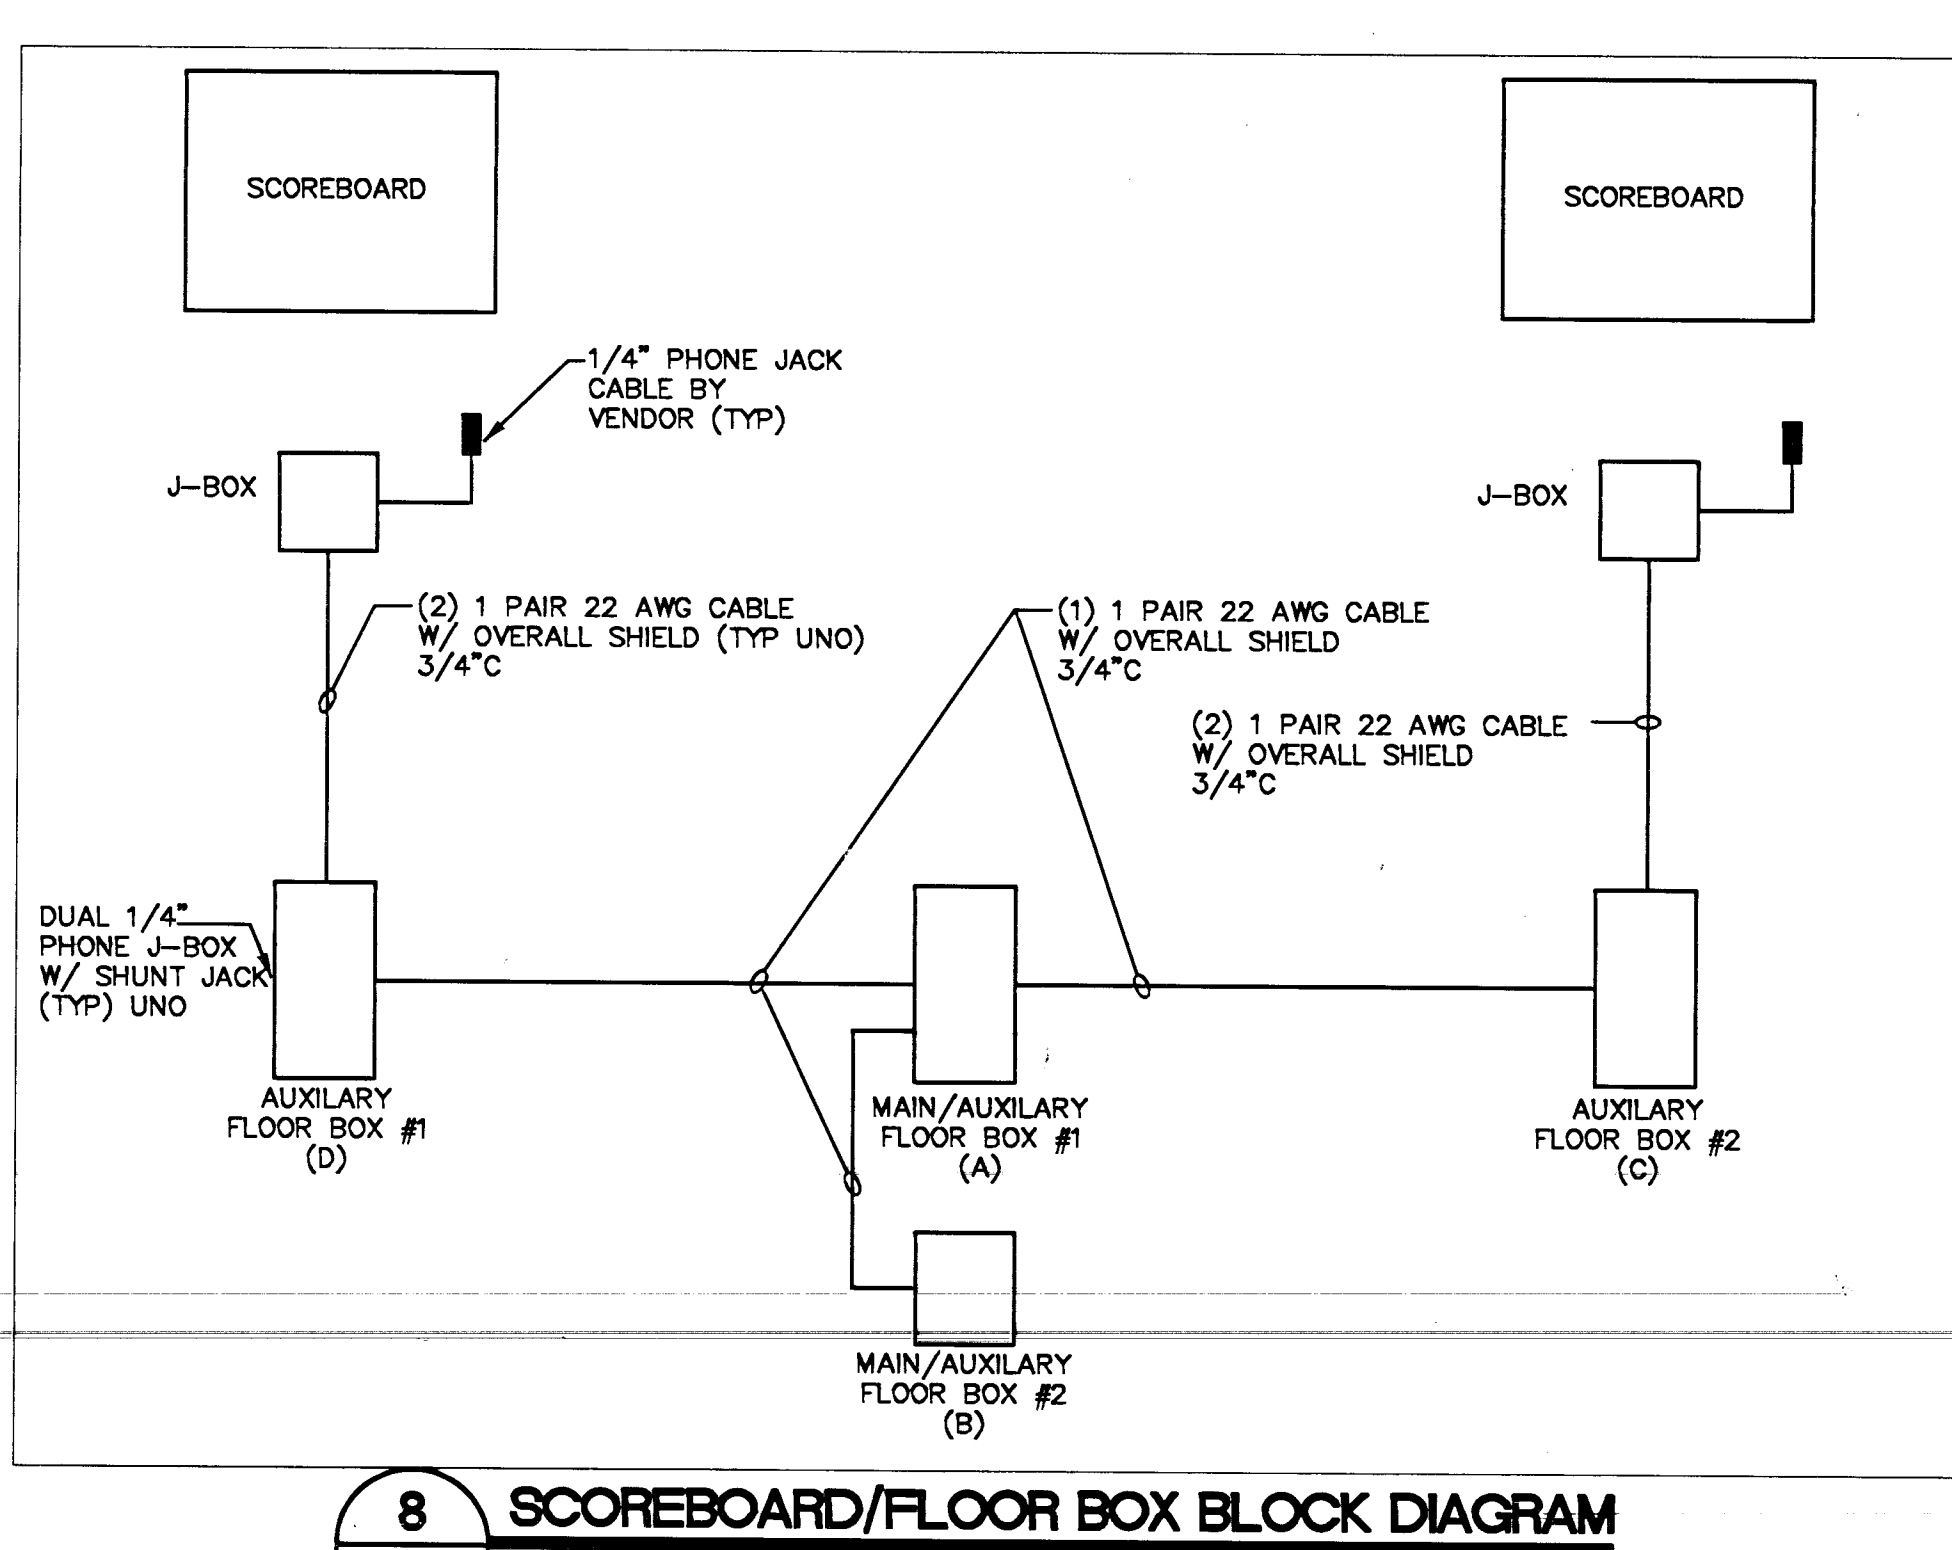 SCOREBOARD
SCOREBOARD
1/4" PHONE JACK
CABLE BY
VENDOR (TYP)
J-BOX
J-BOX
(2) 1 PAIR 22 AWG CABLE
W/ OVERALL SHIELD (TYP UNO)
3/4"C
(1) 1 PAIR 22 AWG CABLE
W/ OVERALL SHIELD
3/4"C
(2) 1 PAIR 22 AWG CABLE
W/ OVERALL SHIELD
3/4"C
DUAL 1/4"
PHONE J-BOX
W/ SHUNT JACK
(TYP) UNO
AUXILARY
FLOOR BOX #1
(D)
MAIN/AUXILARY
FLOOR BOX #1
(A)
AUXILARY
FLOOR BOX #2
(C)
MAIN/AUXILARY
FLOOR BOX #2
(B)
8 SCOREBOARD/FLOOR BOX BLOCK DIAGRAM